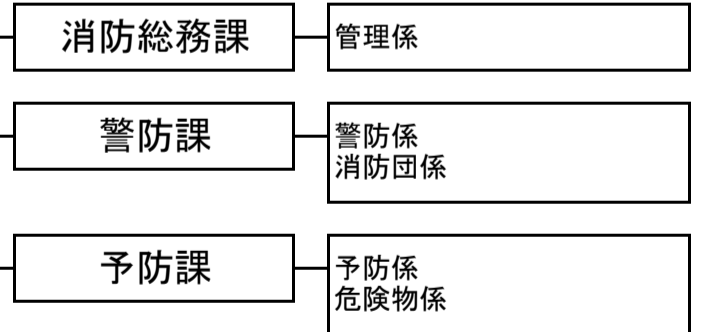 消防総務課
管理係
警防課
警防係
消防団係
予防課
予防係
危険物係